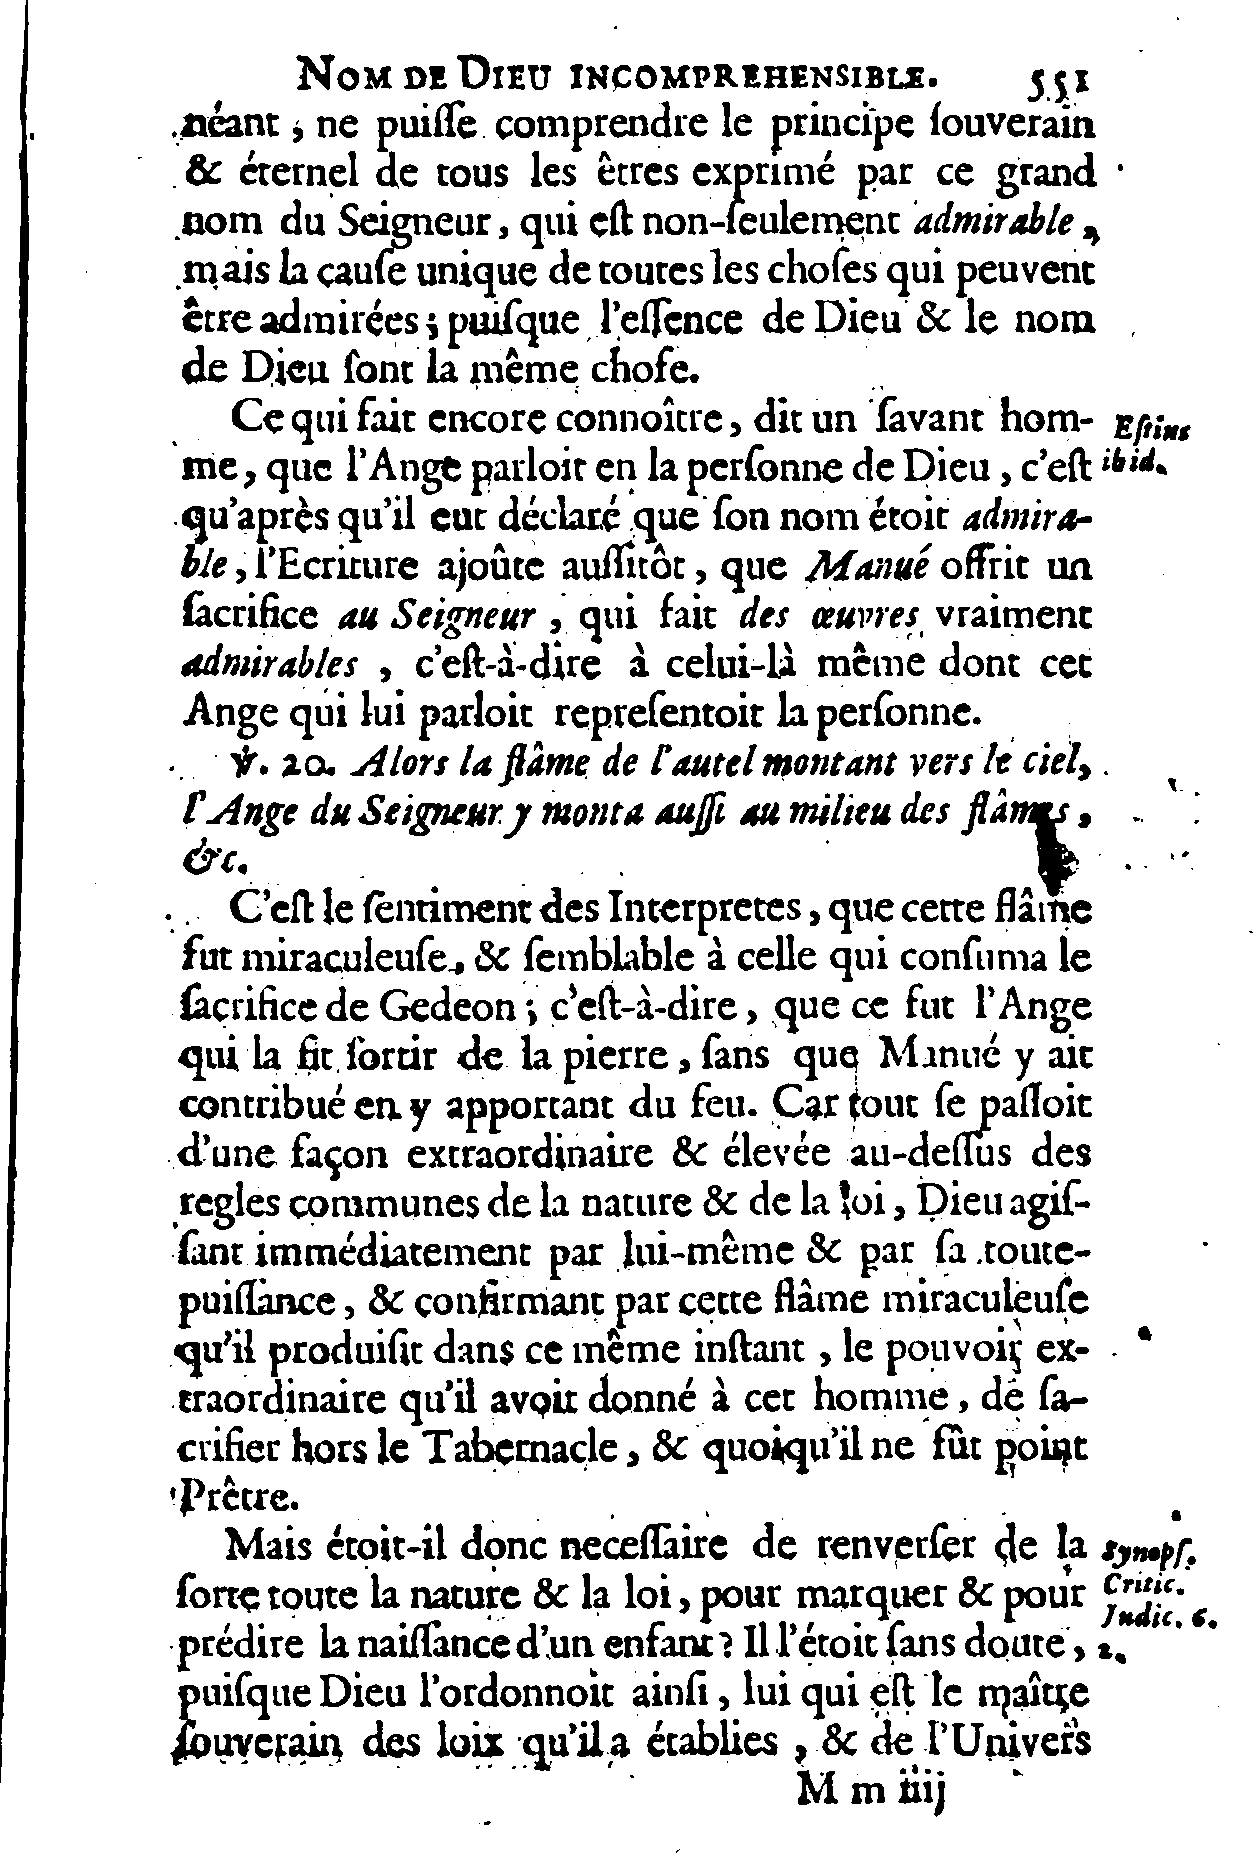 NOM DE DIEU INCOMPREHENSIBLE. 551
néant, ne puiſſe comprendre le principe ſouverain
& éternel de tous les êtres exprimé par ce grand
nom du Seigneur, qui eſt non-ſeulement admirable,
mais la cauſe unique de toutes les choſes qui peuvent
être admirées; puiſque l'eſſence de Dieu & le nom
de Dieu ſont la même choſe.
Ce qui fait encore connoître, dit un ſavant hom-
me, que l'Ange parloit en la perſonne de Dieu, c'eſt
qu'après qu'il eut déclaré que ſon nom étoit admira-
ble, l'Ecriture ajoûte auſſitôt, que Manué offrit un
ſacrifice au Seigneur, qui fait des œuvres vraiment
admirables, c'eſt-à-dire à celui-là même dont cet
Ange qui lui parloit repreſentoit la perſonne.
Eſtius
ibid.
℣. 20. Alors la flâme de l'autel montant vers le ciel,
l'Ange du Seigneur y monta auſſi au milieu des flâmes,
&c.
C'eſt le ſentiment des Interpretes, que cette flâme
fut miraculeuſe, & ſemblable à celle qui conſuma le
ſacrifice de Gedeon; c'eſt-à-dire, que ce fut l'Ange
qui la fit ſortir de la pierre, ſans que Manué y ait
contribué en y apportant du feu. Car tout ſe paſſoit
d'une façon extraordinaire & élevée au-deſſus des
regles communes de la nature & de la loi, Dieu agiſ-
ſant immédiatement par lui-même & par ſa toute-
puiſſance, & confirmant par cette flâme miraculeuſe
qu'il produiſit dans ce même inſtant, le pouvoir ex-
traordinaire qu'il avoit donné à cet homme, de ſa-
crifier hors le Tabernacle, & quoiqu'il ne fût point
Prêtre.
Mais étoit-il donc neceſſaire de renverſer de la
ſorte toute la nature & la loi, pour marquer & pour
prédire la naiſſance d'un enfant? Il l'étoit ſans doute,
puiſque Dieu l'ordonnoit ainſi, lui qui eſt le maître
ſouverain des loix qu'il a établies, & de l'Univers
Synopſ.
Critic.
Judic. 6.
2.
M m iiij